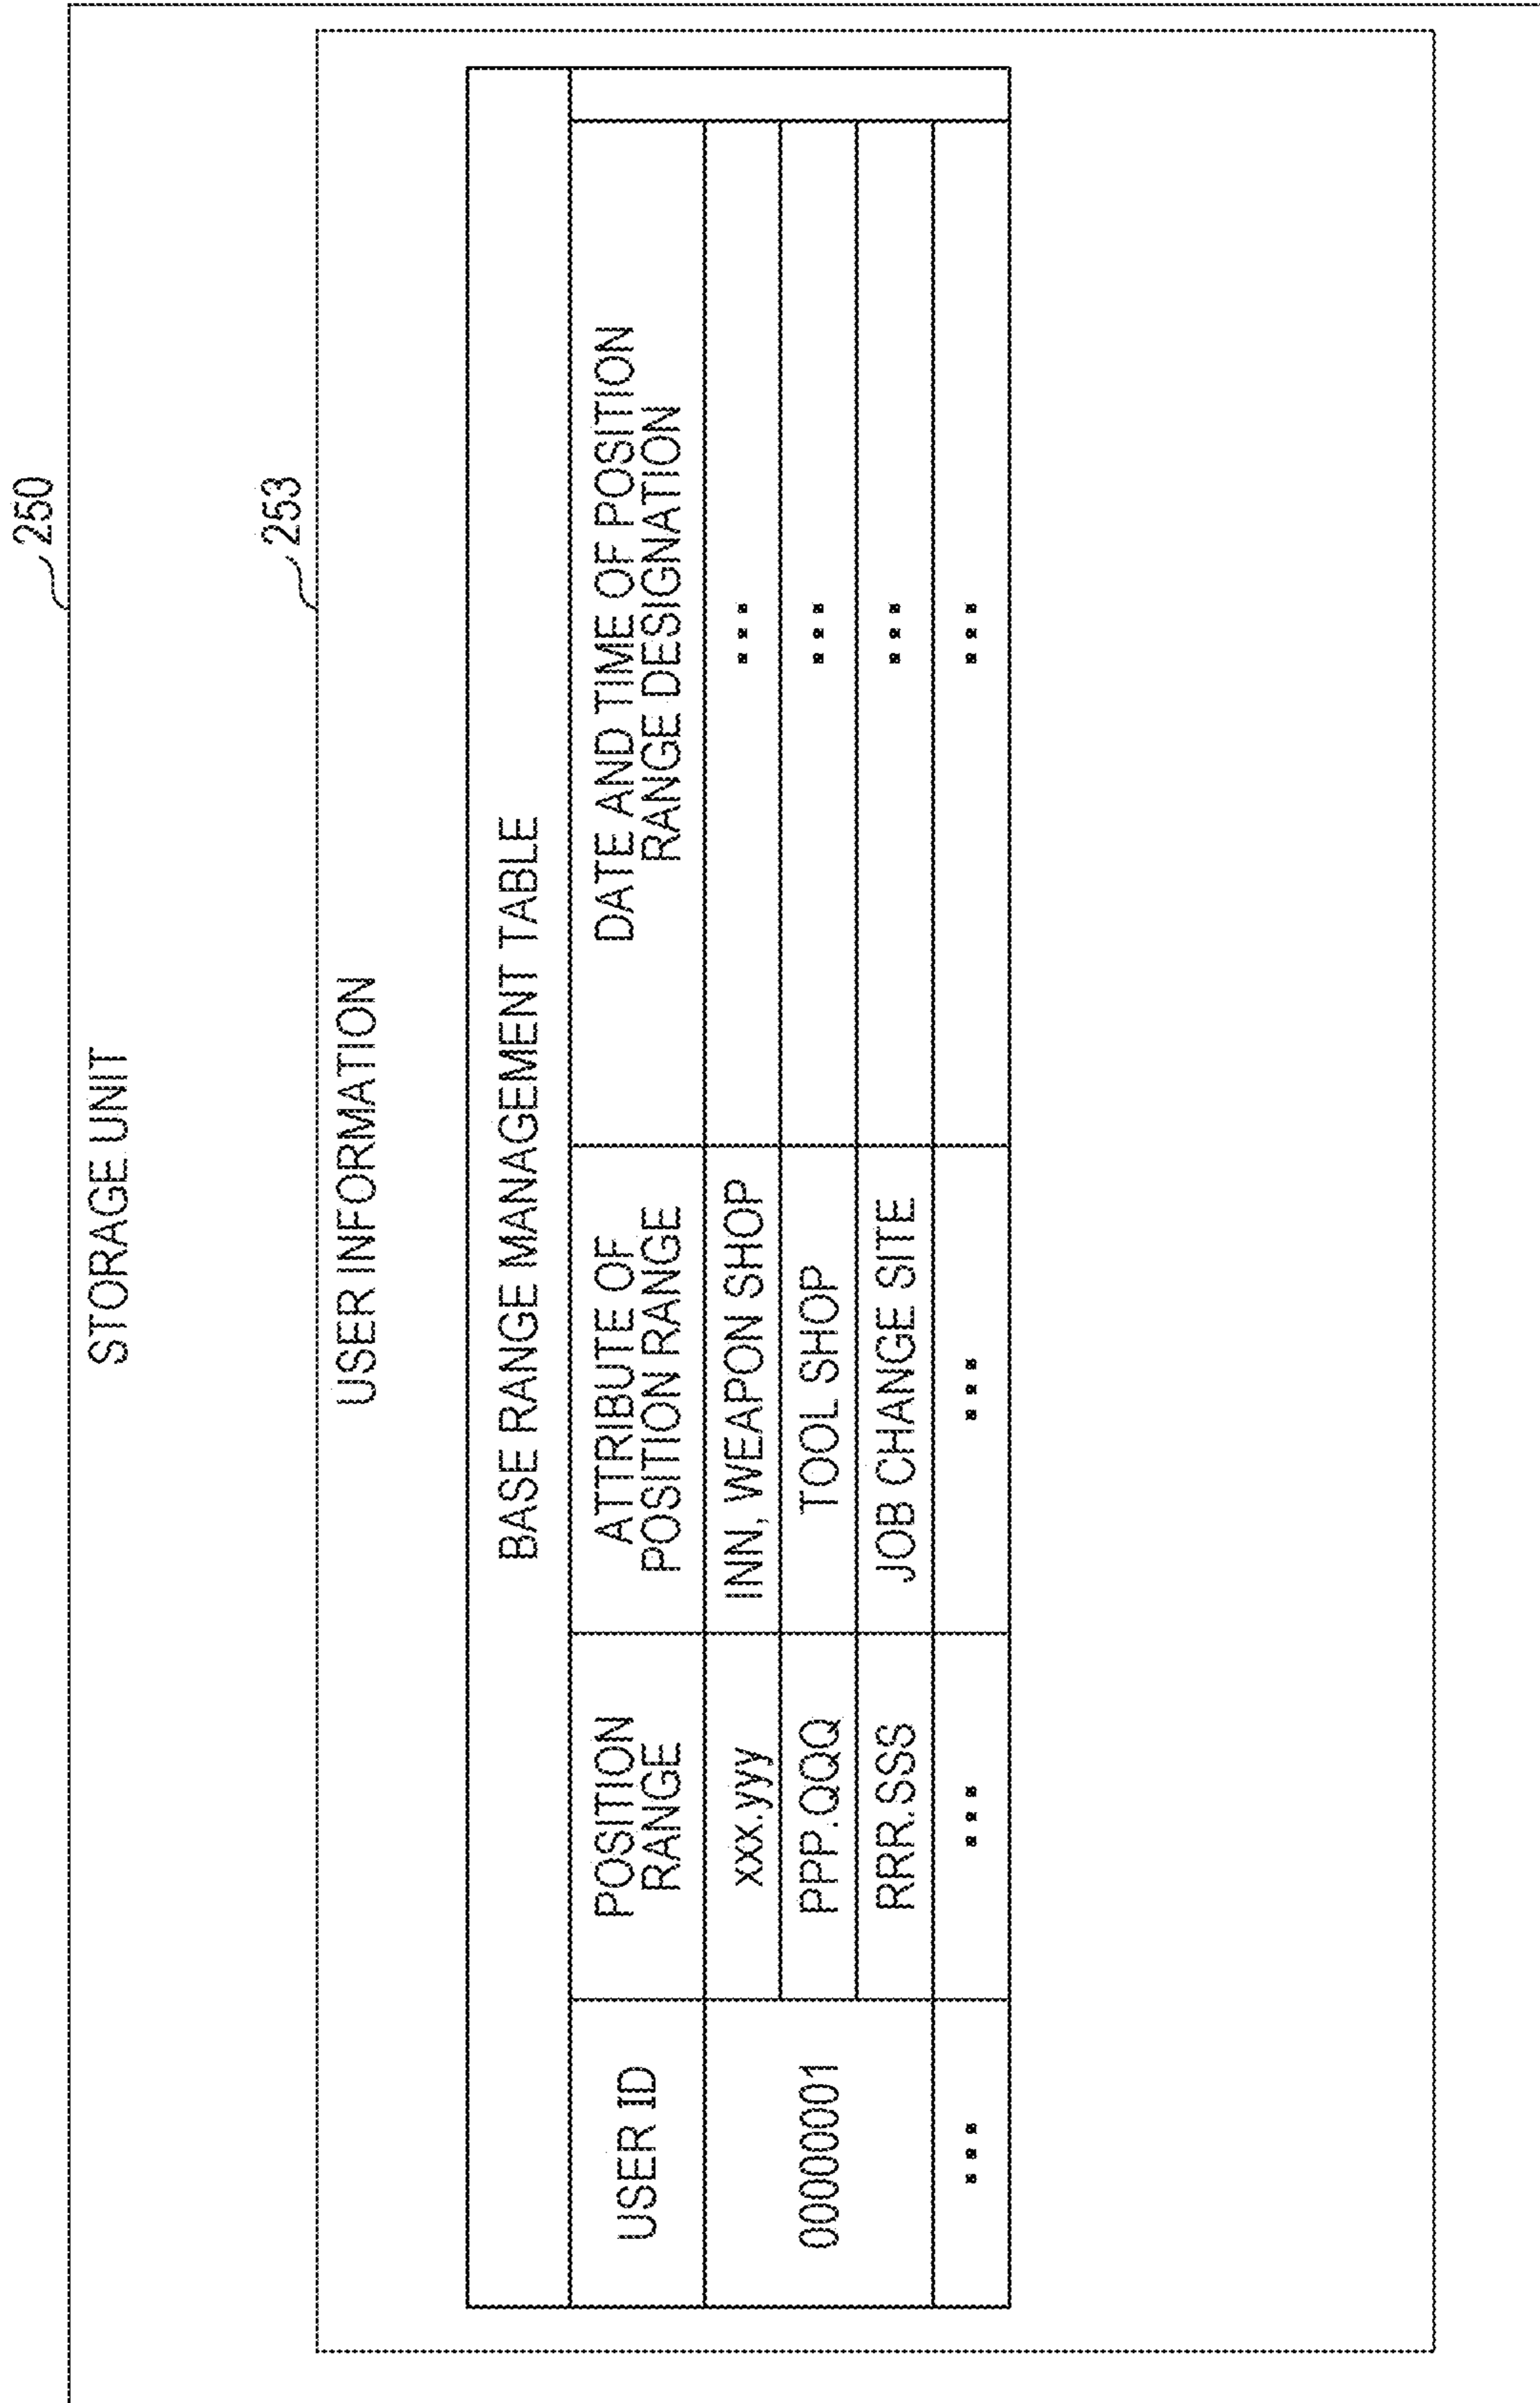 250
STORAGE UNIT
253
USER INFORMATION
BASE RANGE MANAGEMENT TABLE
USER ID
POSITION
RANGE
ATTRIBUTE OF
POSITION RANGE
DATE AND TIME OF POSITION
RANGE DESIGNATION
00000001
xxx.yyy
INN, WEAPON SHOP
...
PPP.QQQ
TOOL SHOP
...
RRR.SSS
JOB CHANGE SITE
...
...
...
...
...